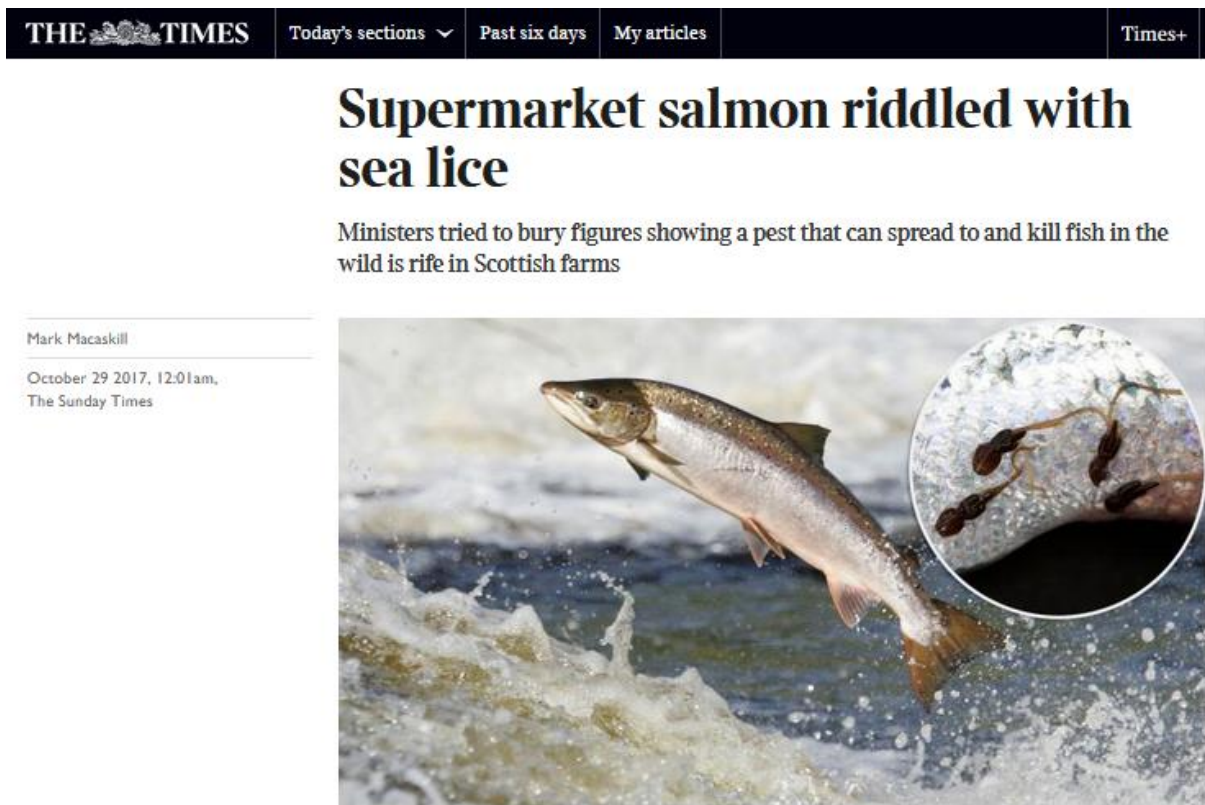 THE TIMES
Today's sections
Past six days
My articles
Times+
Supermarket salmon riddled with
sea lice
Ministers tried to bury figures showing a pest that can spread to and kill fish in the
wild is rife in Scottish farms
Mark Macaskill
October 29 2017, 12:01am,
The Sunday Times